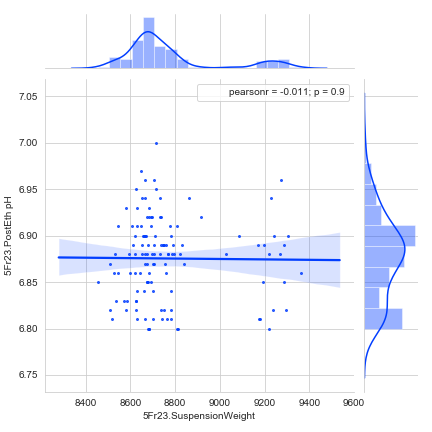 pearsonr = -0.011; p = 0.9
7.05
7.00
6.95
6.90
6.85
6.80
6.75
5Fr23.PostEth pH
8400 8600 8800 9000 9200 9400 9600
5Fr23.SuspensionWeight